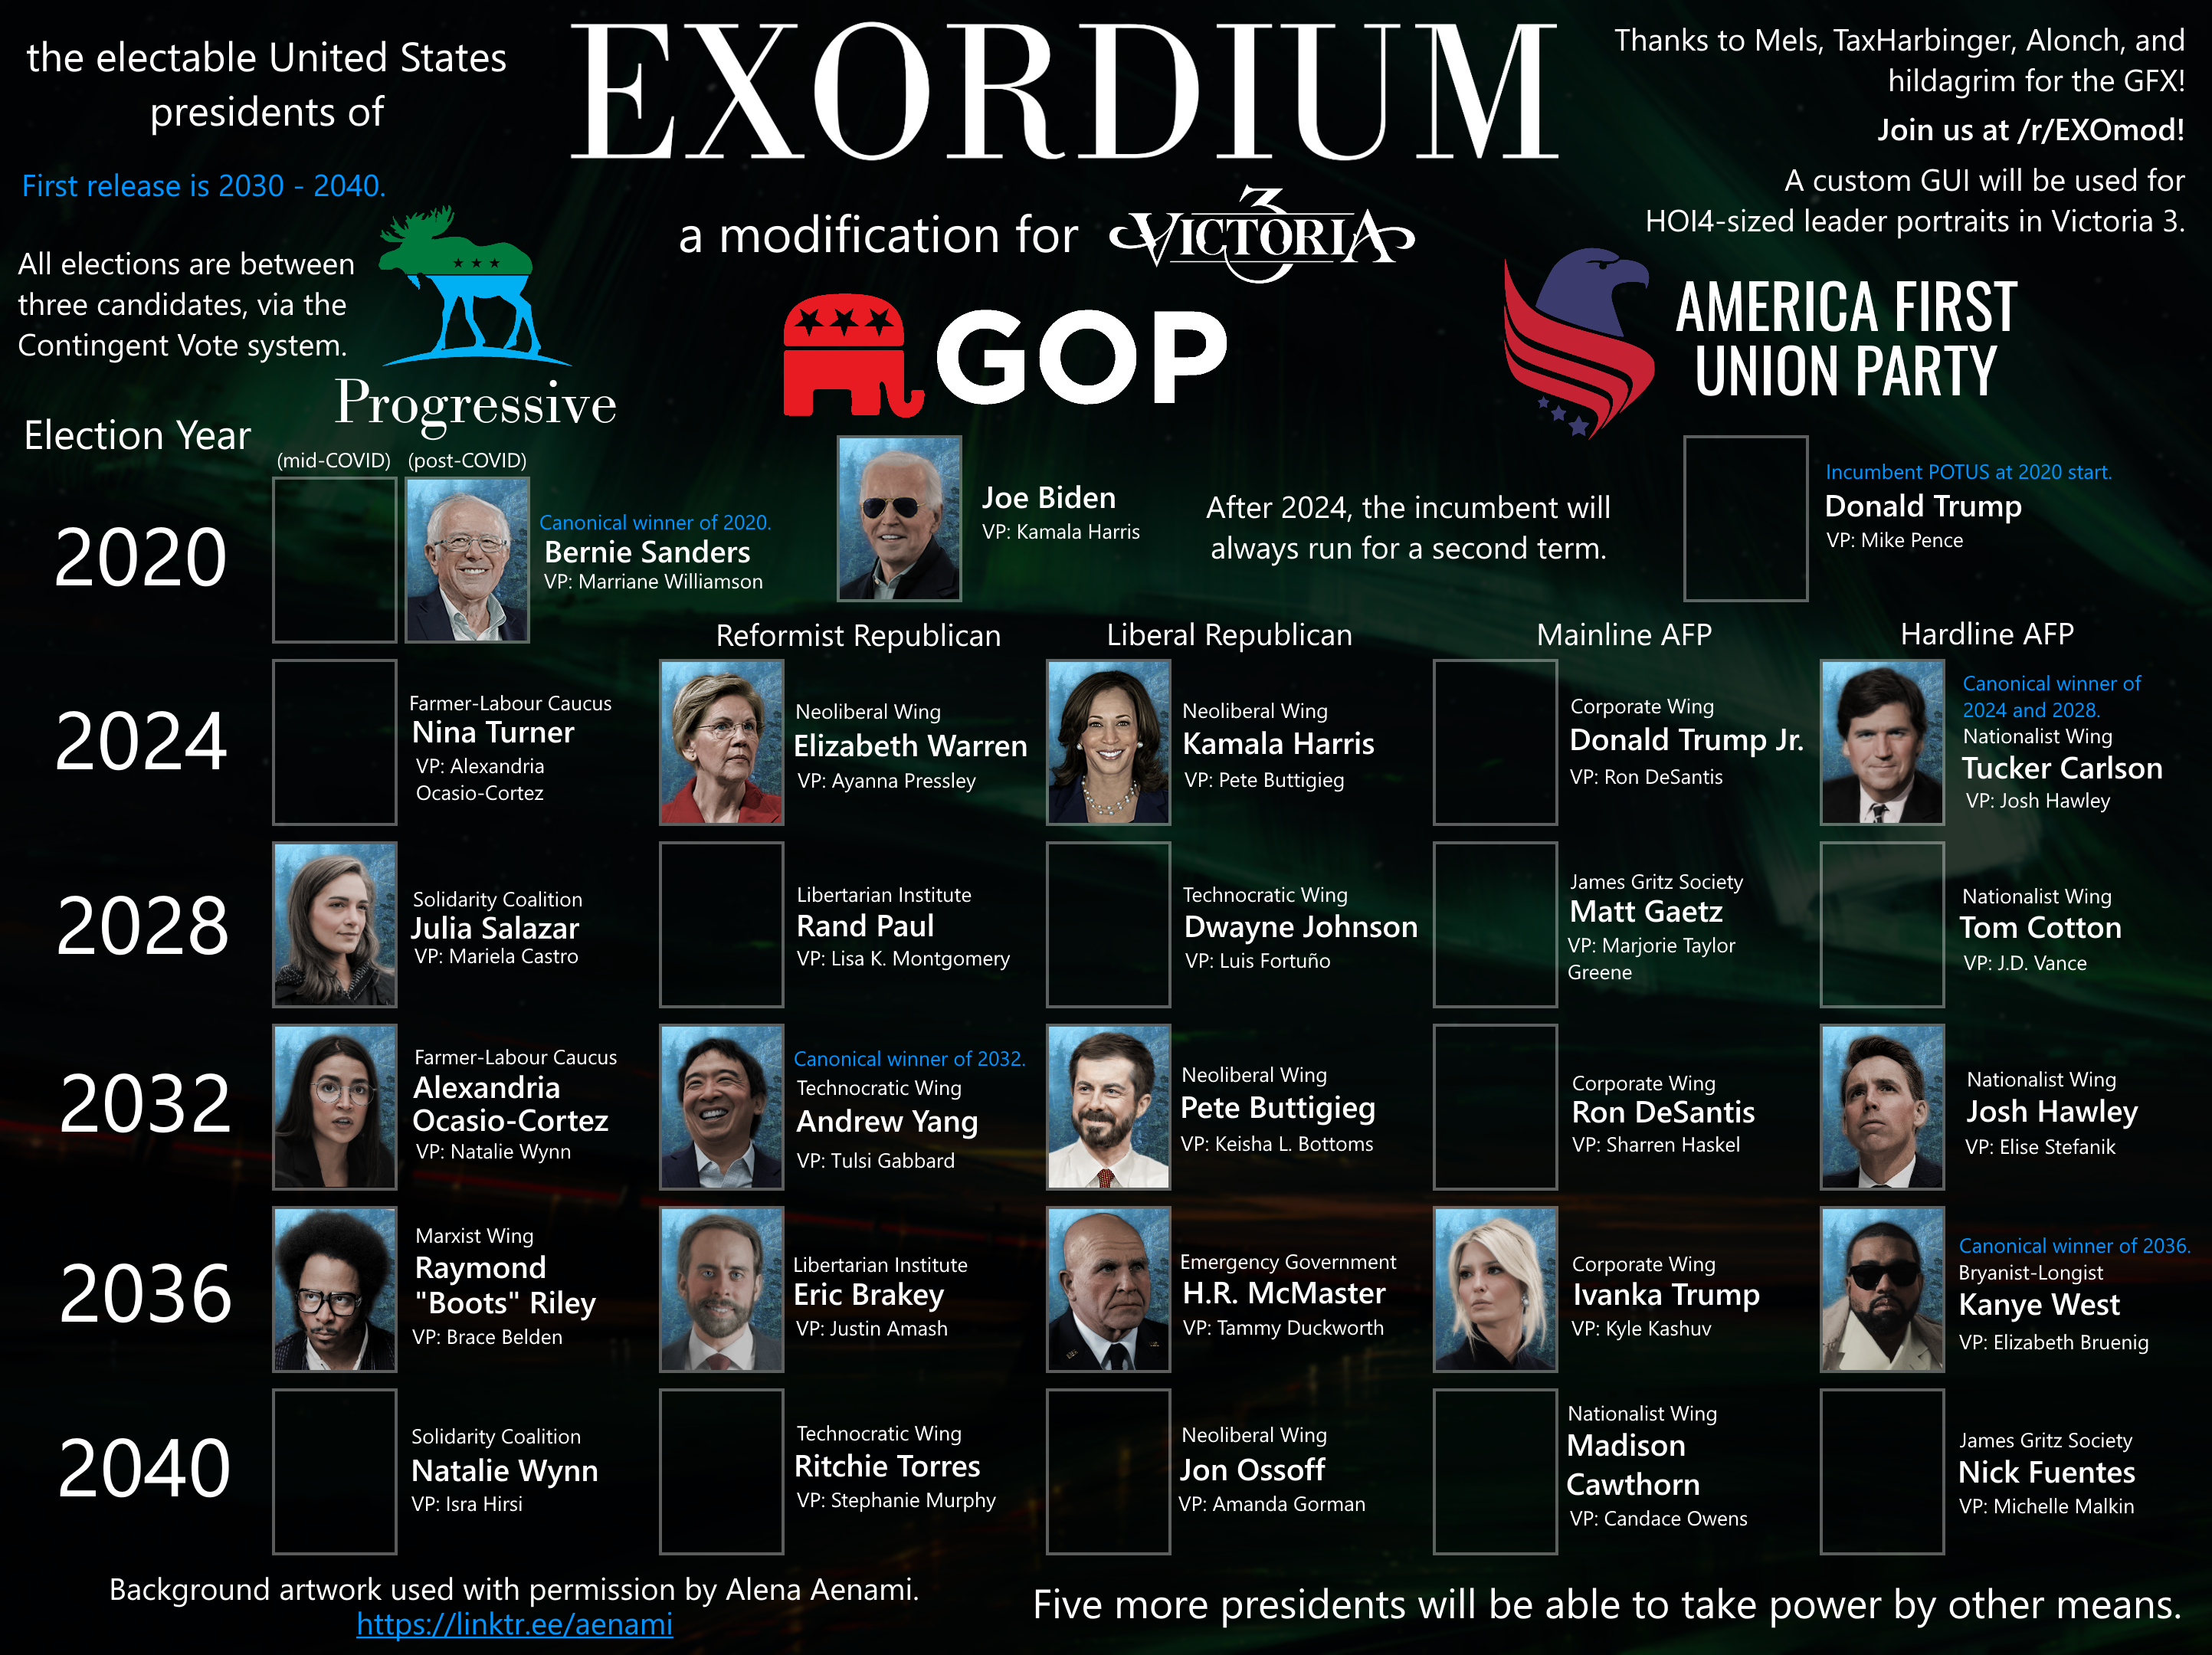 the electable United States
presidents of
EXORDIUM
Thanks to Mels, TaxHarbinger, Alonch, and
hildagrim for the GFX!
Join us at /r/EXOmod!
First release is 2030 - 2040.
A custom GUI will be used for
HOI4-sized leader portraits in Victoria 3.
a modification for
VICTORIA
3
All elections are between
three candidates, via the
Contingent Vote system.
Progressive
GOP
AMERICA FIRST
UNION PARTY
Election Year
(mid-COVID)
(post-COVID)
2020
Canonical winner of 2020.
Bernie Sanders
VP: Marriane Williamson
Joe Biden
VP: Kamala Harris
After 2024, the incumbent will
always run for a second term.
Incumbent POTUS at 2020 start.
Donald Trump
VP: Mike Pence
Reformist Republican
Liberal Republican
Mainline AFP
Hardline AFP
2024
Farmer-Labour Caucus
Nina Turner
VP: Alexandria
Ocasio-Cortez
Neoliberal Wing
Elizabeth Warren
VP: Ayanna Pressley
Neoliberal Wing
Kamala Harris
VP: Pete Buttigieg
Corporate Wing
Donald Trump Jr.
VP: Ron DeSantis
Canonical winner of
2024 and 2028.
Nationalist Wing
Tucker Carlson
VP: Josh Hawley
2028
Solidarity Coalition
Julia Salazar
VP: Mariela Castro
Libertarian Institute
Rand Paul
VP: Lisa K. Montgomery
Technocratic Wing
Dwayne Johnson
VP: Luis Fortuño
James Gritz Society
Matt Gaetz
VP: Marjorie Taylor
Greene
Nationalist Wing
Tom Cotton
VP: J.D. Vance
2032
Farmer-Labour Caucus
Alexandria
Ocasio-Cortez
VP: Natalie Wynn
Canonical winner of 2032.
Technocratic Wing
Andrew Yang
VP: Tulsi Gabbard
Neoliberal Wing
Pete Buttigieg
VP: Keisha L. Bottoms
Corporate Wing
Ron DeSantis
VP: Sharren Haskel
Nationalist Wing
Josh Hawley
VP: Elise Stefanik
2036
Marxist Wing
Raymond
"Boots" Riley
VP: Brace Belden
Libertarian Institute
Eric Brakey
VP: Justin Amash
Emergency Government
H.R. McMaster
VP: Tammy Duckworth
Corporate Wing
Ivanka Trump
VP: Kyle Kashuv
Canonical winner of 2036.
Bryanist-Longist
Kanye West
VP: Elizabeth Bruenig
2040
Solidarity Coalition
Natalie Wynn
VP: Isra Hirsi
Technocratic Wing
Ritchie Torres
VP: Stephanie Murphy
Neoliberal Wing
Jon Ossoff
VP: Amanda Gorman
Nationalist Wing
Madison
Cawthorn
VP: Candace Owens
James Gritz Society
Nick Fuentes
VP: Michelle Malkin
Background artwork used with permission by Alena Aenami.
https://linktr.ee/aenami
Five more presidents will be able to take power by other means.